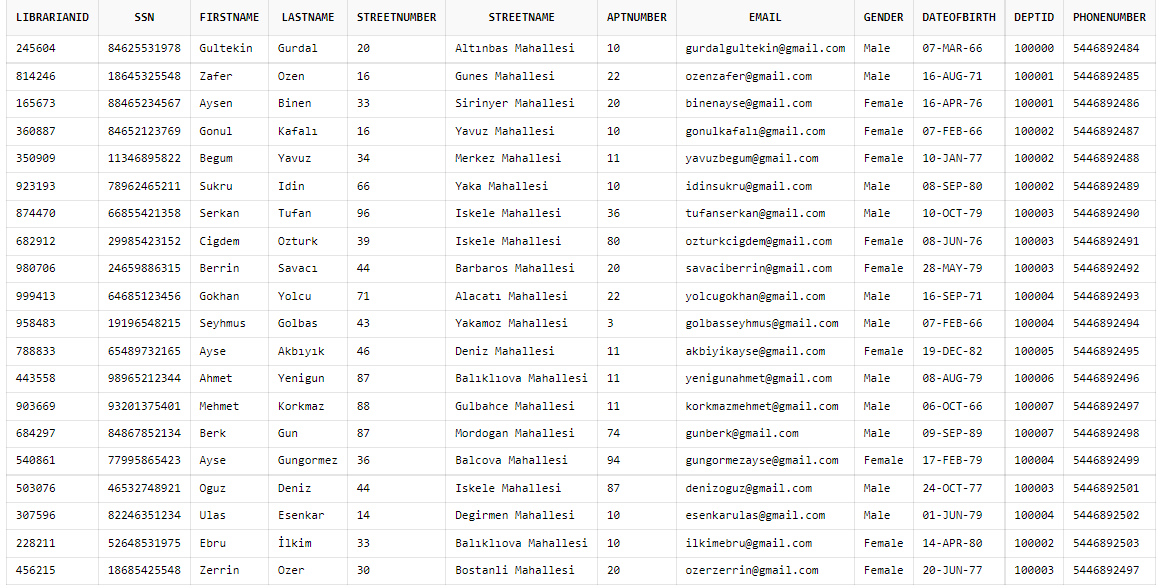 LIBRARIANID SSN FIRSTNAME LASTNAME STREETNUMBER STREETNAME APTNUMBER EMAIL GENDER DATEOFBIRTH DEPTID PHONENUMBER
245604 84625531978 Gultekin Gurdal 20 Altınbas Mahallesi 10 gurdalgultekin@gmail.com Male 07-MAR-66 100000 5446892484
814246 18645325548 Zafer Ozen 16 Gunes Mahallesi 22 ozenzafer@gmail.com Male 16-AUG-71 100001 5446892485
165673 88465234567 Aysen Binen 33 Sirinyer Mahallesi 20 binenayse@gmail.com Female 16-APR-76 100001 5446892486
360887 84652123769 Gonul Kafalı 16 Yavuz Mahallesi 10 gonulkafalı@gmail.com Female 07-FEB-66 100002 5446892487
350909 11346895822 Begum Yavuz 34 Merkez Mahallesi 11 yavuzbegum@gmail.com Female 10-JAN-77 100002 5446892488
923193 78962465211 Sukru Idin 66 Yaka Mahallesi 10 idinsukru@gmail.com Male 08-SEP-80 100002 5446892489
874470 66855421358 Serkan Tufan 96 Iskele Mahallesi 36 tufanserkan@gmail.com Male 10-OCT-79 100003 5446892490
682912 29985423152 Cigdem Ozturk 39 Iskele Mahallesi 80 ozturkcigdem@gmail.com Female 08-JUN-76 100003 5446892491
980706 24659886315 Berrin Savacı 44 Barbaros Mahallesi 20 savaciberrin@gmail.com Female 28-MAY-79 100003 5446892492
999413 64685123456 Gokhan Yolcu 71 Alacatı Mahallesi 22 yolcugokhan@gmail.com Male 16-SEP-71 100004 5446892493
958483 19196548215 Seyhmus Golbas 43 Yakamoz Mahallesi 3 golbasseyhmus@gmail.com Male 07-FEB-66 100004 5446892494
788833 65489732165 Ayse Akbıyık 46 Deniz Mahallesi 11 akbiyikayse@gmail.com Female 19-DEC-82 100005 5446892495
443558 98965212344 Ahmet Yenigun 87 Balıklıova Mahallesi 11 yenigunahmet@gmail.com Male 08-AUG-79 100006 5446892496
903669 93201375401 Mehmet Korkmaz 88 Gulbahce Mahallesi 11 korkmazmehmet@gmail.com Male 06-OCT-66 100007 5446892497
684297 84867852134 Berk Gun 87 Mordogan Mahallesi 74 gunberk@gmail.com Male 09-SEP-89 100007 5446892498
540861 77995865423 Ayse Gungormez 36 Balcova Mahallesi 94 gungormezayse@gmail.com Female 17-FEB-79 100004 5446892499
503076 46532748921 Oguz Deniz 44 Iskele Mahallesi 87 denizoguz@gmail.com Male 24-OCT-77 100003 5446892501
307596 82246351234 Ulas Esenkar 14 Degirmen Mahallesi 10 esenkarulas@gmail.com Male 01-JUN-79 100004 5446892502
228211 52648531975 Ebru İlkim 33 Balıklıova Mahallesi 10 ilkimebru@gmail.com Female 14-APR-80 100002 5446892503
456215 18685425548 Zerrin Ozer 30 Bostanli Mahallesi 20 ozerzerrin@gmail.com Female 20-JUN-77 100003 5446892497